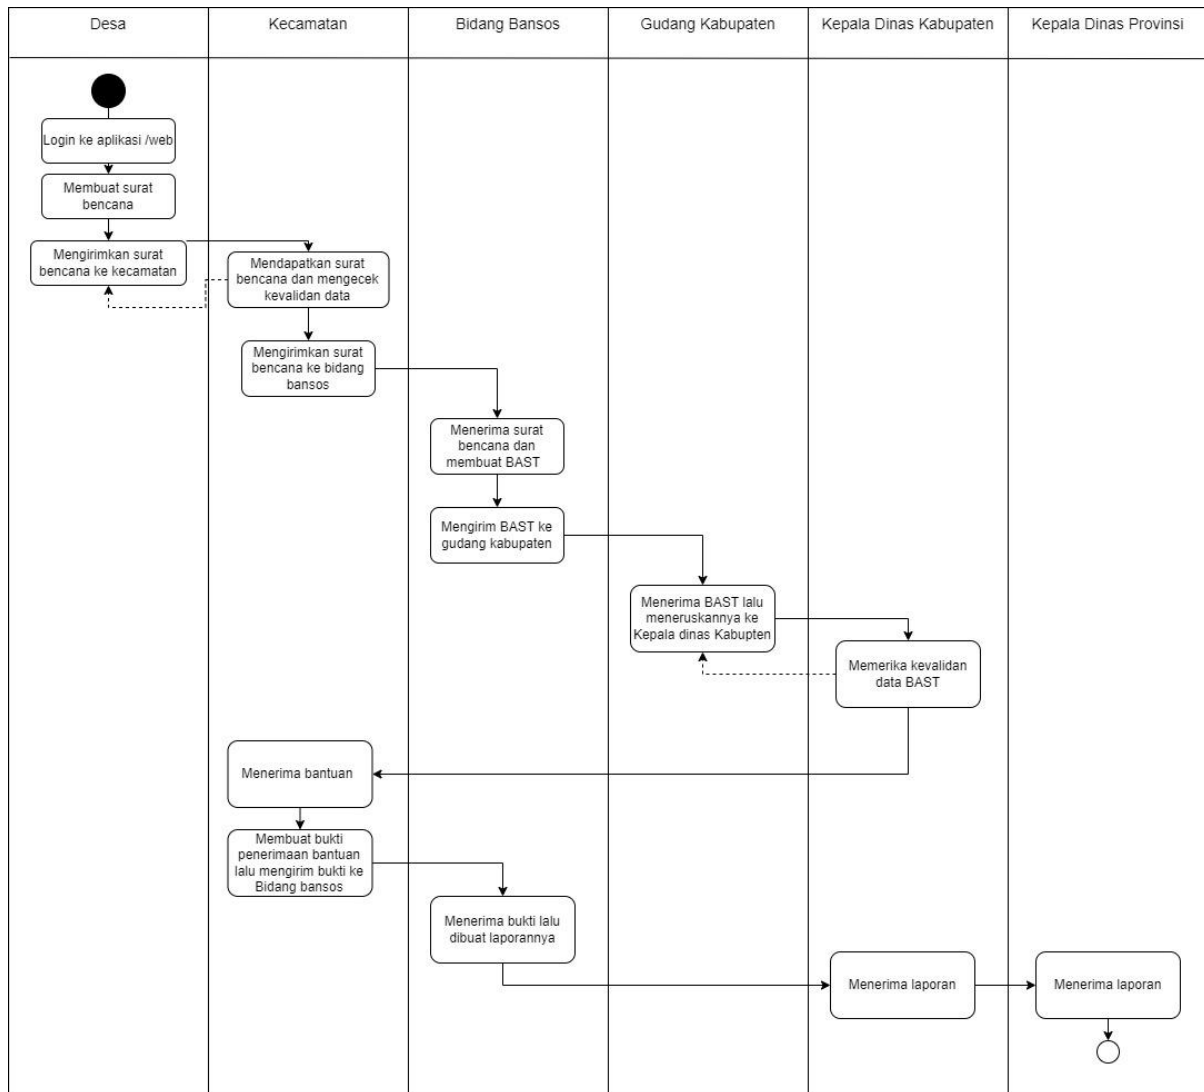 Desa
Kecamatan
Bidang Bansos
Gudang Kabupaten
Kepala Dinas Kabupaten
Kepala Dinas Provinsi
Login ke aplikasi /web
Membuat surat
bencana
Mengirimkan surat
bencana ke kecamatan
Mendapatkan surat
bencana dan mengecek
kevalidan data
Mengirimkan surat
bencana ke bidang
bansos
Menerima surat
bencana dan
membuat BAST
Mengirim BAST ke
gudang kabupaten
Menerima BAST lalu
meneruskannya ke
Kepala dinas Kabupten
Memerika kevalidan
data BAST
Menerima bantuan
Membuat bukti
penerimaan bantuan
lalu mengirim bukti ke
Bidang bansos
Menerima bukti lalu
dibuat laporannya
Menerima laporan
Menerima laporan